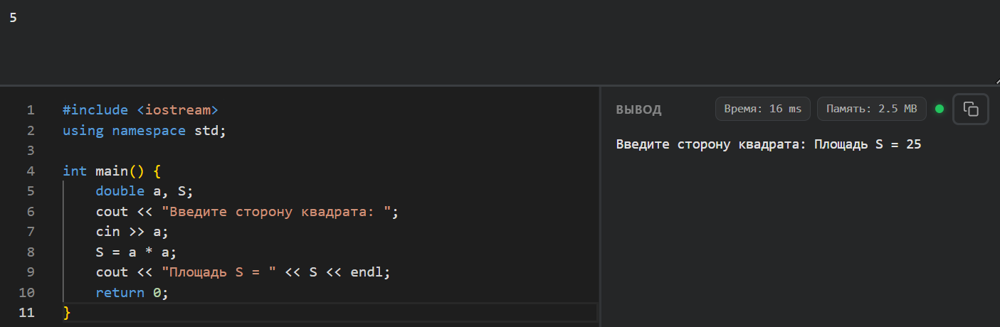 5
1 #include <iostream>
2 using namespace std;
3
4 int main() {
5 double a, S;
6 cout << "Введите сторону квадрата: ";
7 cin >> a;
8 S = a * a;
9 cout << "Площадь S = " << S << endl;
10 return 0;
11 }
ВЫВОД Время: 16 ms Память: 2.5 MB
Введите сторону квадрата: Площадь S = 25